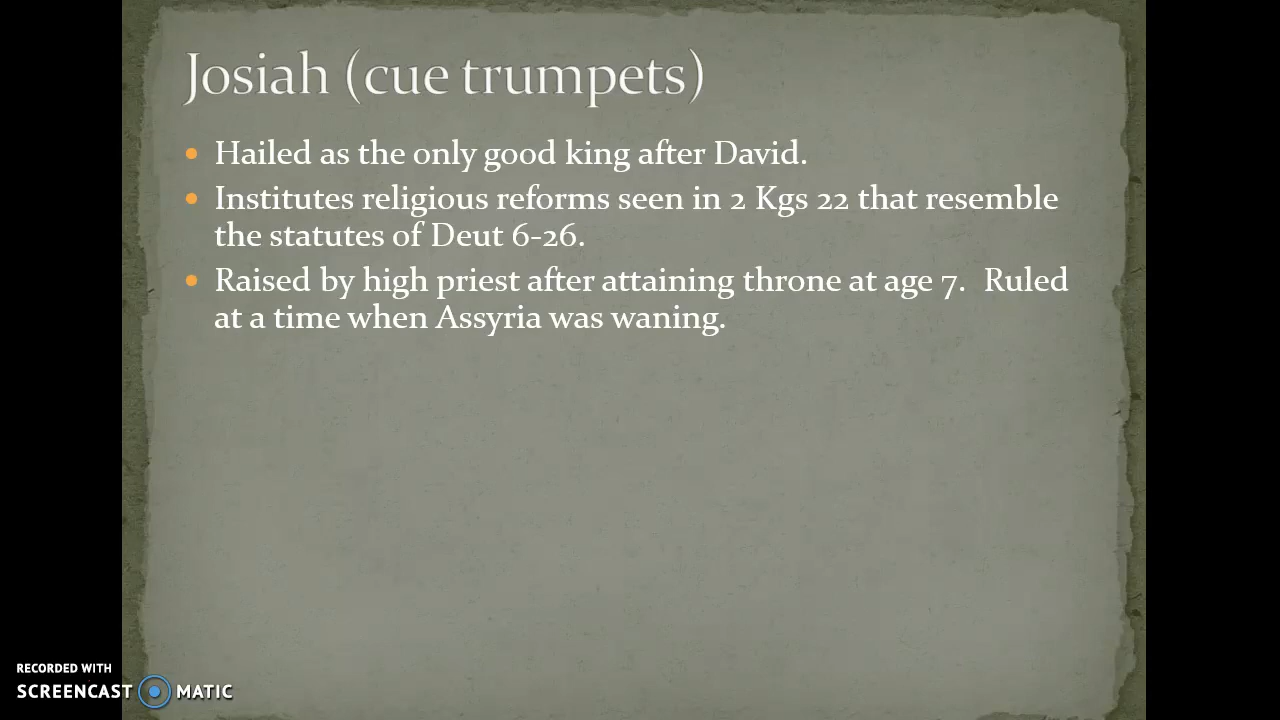 Josiah (cue trumpets)
• Hailed as the only good king after David.
• Institutes religious reforms seen in 2 Kgs 22 that resemble
the statutes of Deut 6-26.
• Raised by high priest after attaining throne at age 7.  Ruled
at a time when Assyria was waning.
RECORDED WITH
SCREENCAST MATIC